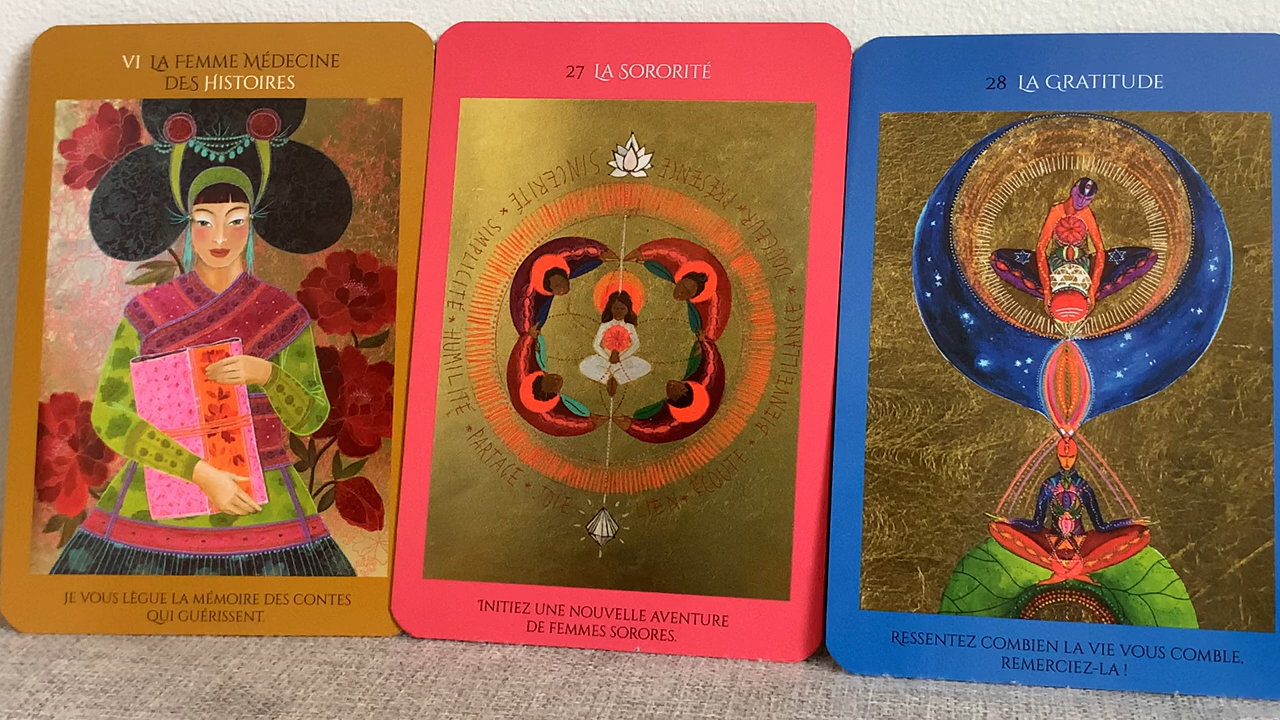 VI LA FEMME MÉDECINE
DES HISTOIRES
JE VOUS LÈGUE LA MÉMOIRE DES CONTES
QUI GUÉRISSENT.
27 LA SORORITÉ
PRÉSENCE * DOUCEUR * BIENVEILLANCE * ÉCOUTE * LIEN * JOIE * PARTAGE * HUMILITÉ * SIMPLICITÉ * SINCÉRITÉ
INITIEZ UNE NOUVELLE AVENTURE
DE FEMMES SORORES.
28 LA GRATITUDE
RESSENTEZ COMBIEN LA VIE VOUS COMBLE,
REMERCIEZ-LA !